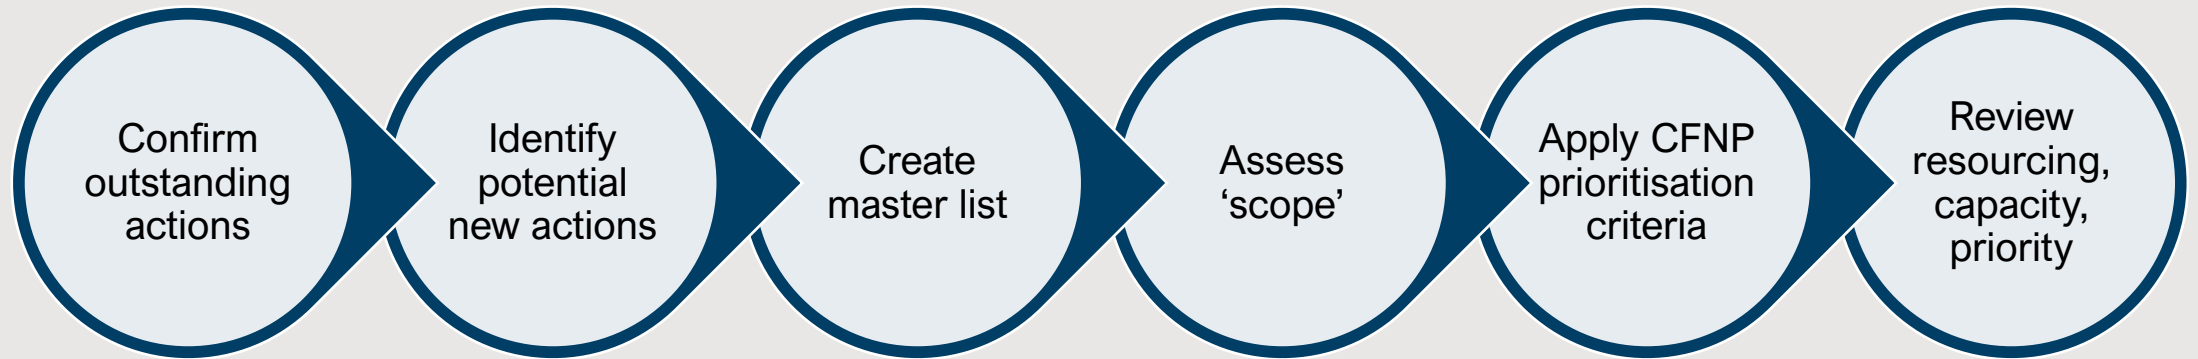 Confirm
outstanding
actions
Identify
potential
new actions
Create
master list
Assess
‘scope’
Apply CFNP
prioritisation
criteria
Review
resourcing,
capacity,
priority